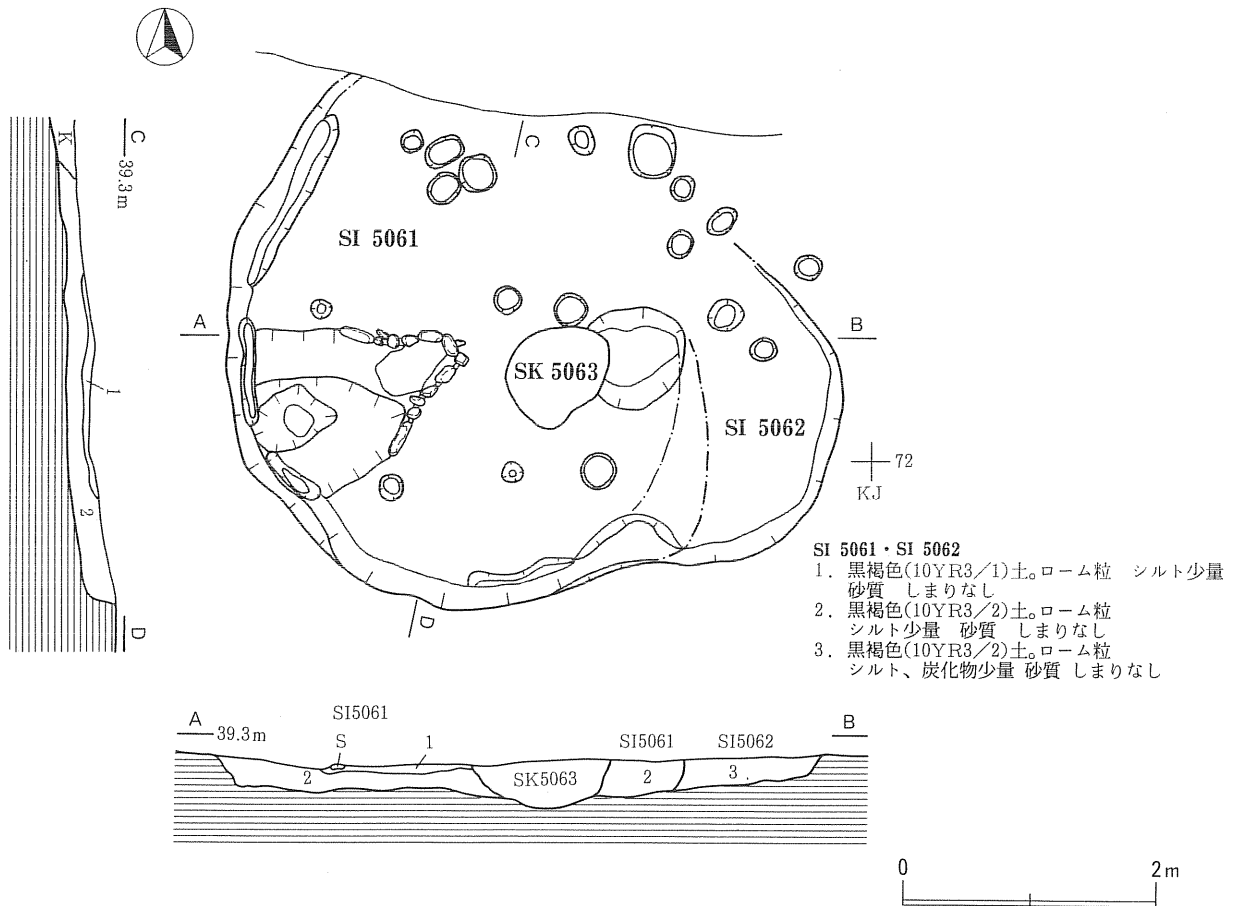 K
C
39.3m
1
2
D
C
SI 5061
A
B
SK 5063
SI 5062
72
KJ
D
SI 5061・SI 5062
1. 黒褐色(10YR3/1)土。ローム粒 シルト少量
砂質 しまりなし
2. 黒褐色(10YR3/2)土。ローム粒
シルト少量 砂質 しまりなし
3. 黒褐色(10YR3/2)土。ローム粒
シルト、炭化物少量 砂質 しまりなし
A
39.3m
SI5061
S
1
SI5061
SI5062
B
2
SK5063
2
3
0
2m